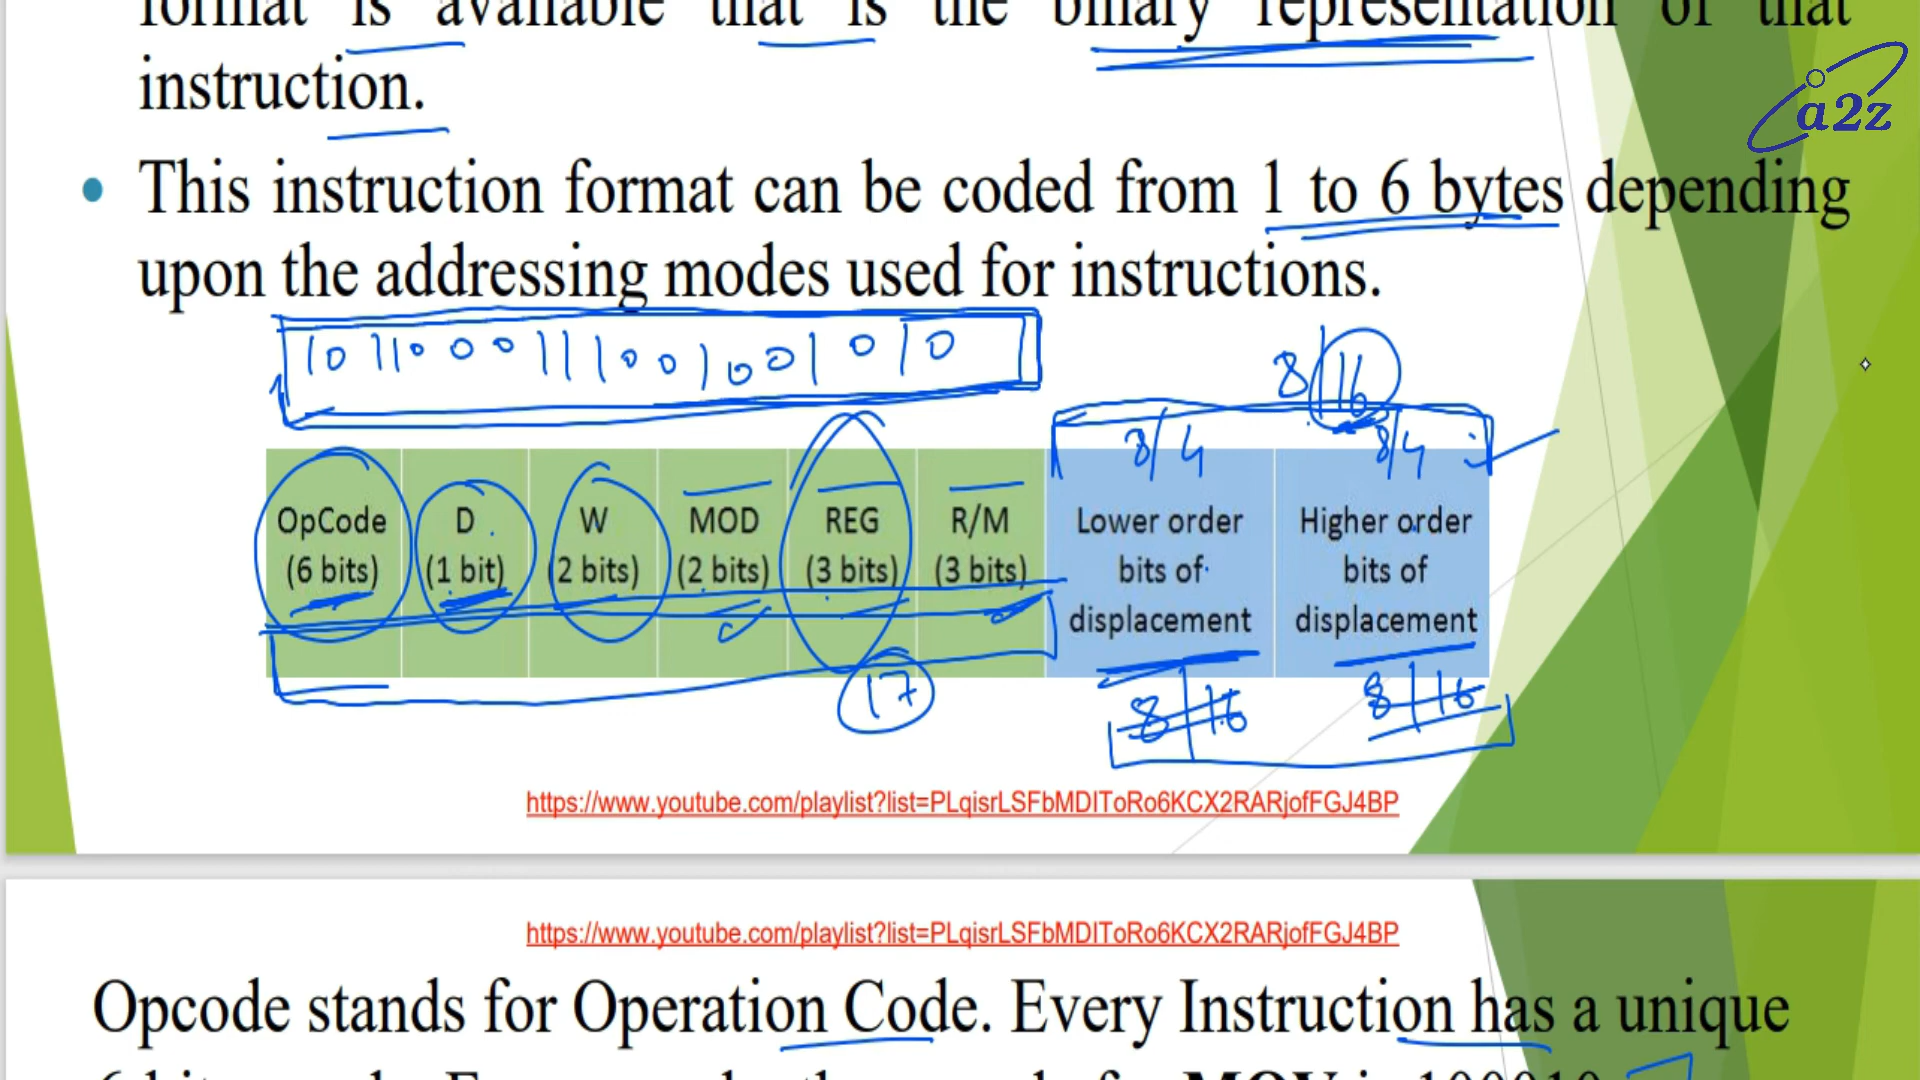 format is available that is the binary representation of that
instruction.
a2z
• This instruction format can be coded from 1 to 6 bytes depending
upon the addressing modes used for instructions.
1 0 1 1 0 0 0 1 1 1 0 0 1 0 0 1 0 1 0
8/16
8/4 8/4
OpCode (6 bits)
D (1 bit)
W (2 bits)
MOD (2 bits)
REG (3 bits)
R/M (3 bits)
Lower order bits of displacement
Higher order bits of displacement
17
8/16 8/16
https://www.youtube.com/playlist?list=PLqisrLSFbMDIToRo6KCX2RARjofFGJ4BP
https://www.youtube.com/playlist?list=PLqisrLSFbMDIToRo6KCX2RARjofFGJ4BP
Opcode stands for Operation Code. Every Instruction has a unique